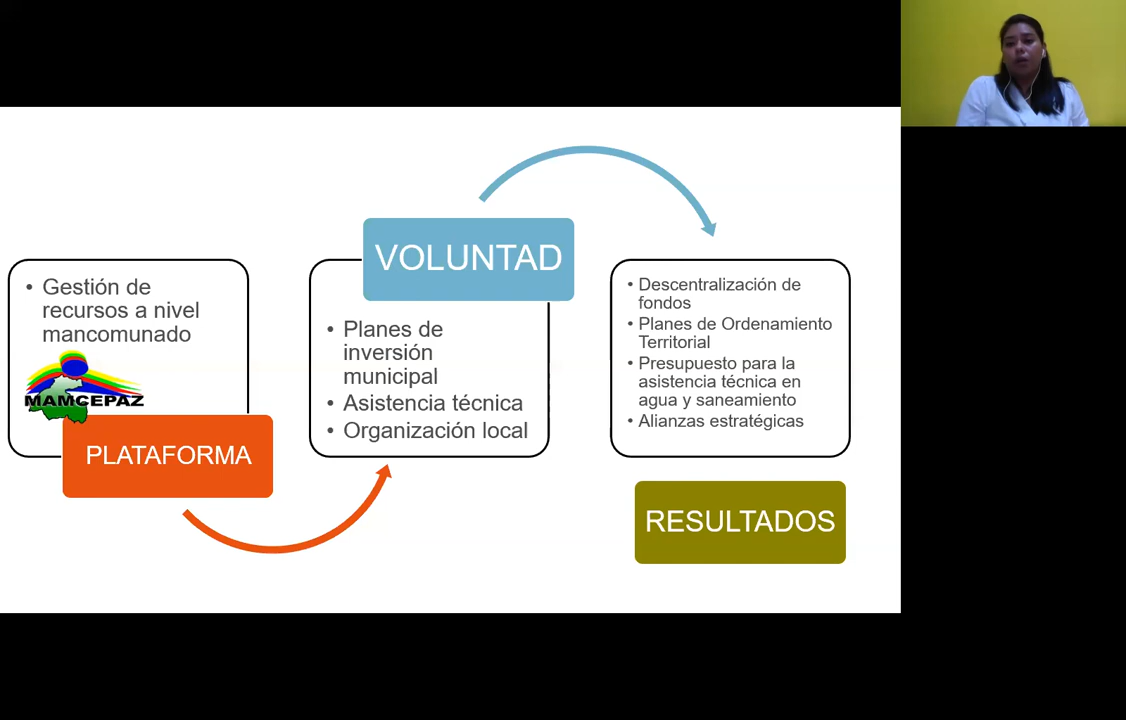 • Gestión de
recursos a nivel
mancomunado
MAMCEPAZ
PLATAFORMA
VOLUNTAD
• Planes de
inversión
municipal
• Asistencia técnica
• Organización local
• Descentralización de
fondos
• Planes de Ordenamiento
Territorial
• Presupuesto para la
asistencia técnica en
agua y saneamiento
• Alianzas estratégicas
RESULTADOS